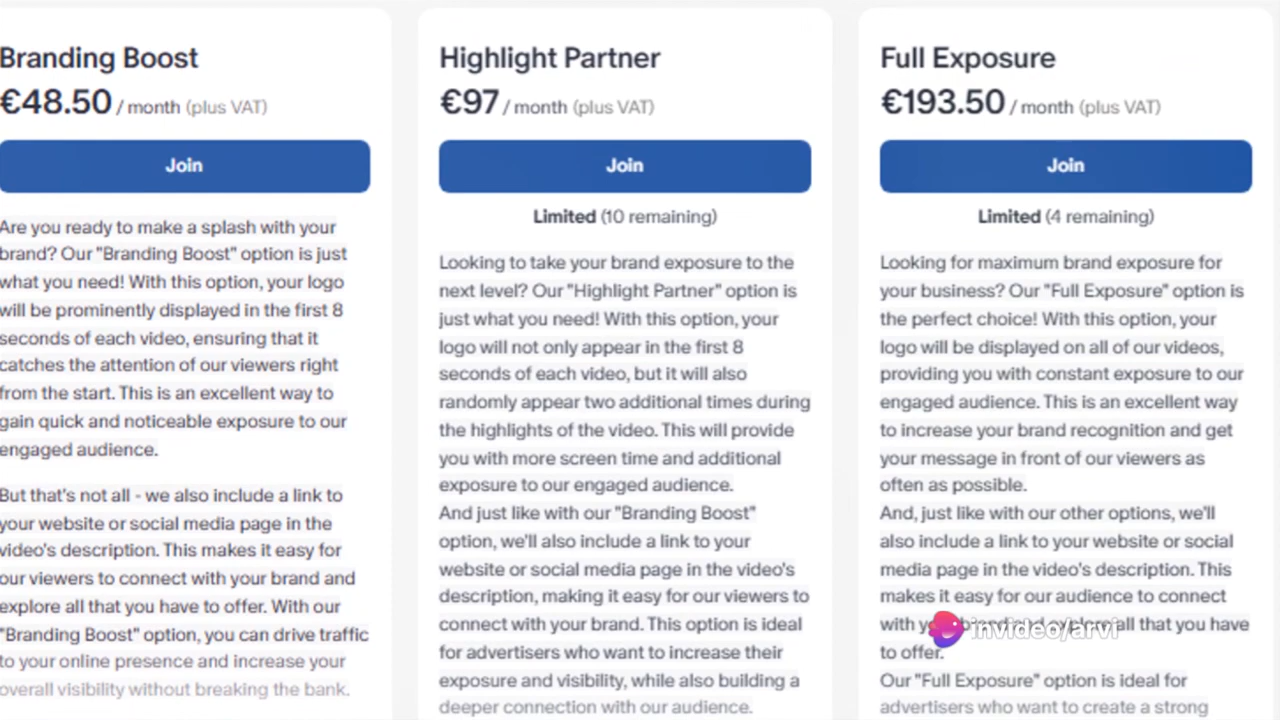 Branding Boost
€48.50 / month (plus VAT)
Join
Are you ready to make a splash with your
brand? Our "Branding Boost" option is just
what you need! With this option, your logo
will be prominently displayed in the first 8
seconds of each video, ensuring that it
catches the attention of our viewers right
from the start. This is an excellent way to
gain quick and noticeable exposure to our
engaged audience.
But that's not all - we also include a link to
your website or social media page in the
video's description. This makes it easy for
our viewers to connect with your brand and
explore all that you have to offer. With our
"Branding Boost" option, you can drive traffic
to your online presence and increase your
overall visibility without breaking the bank.
Highlight Partner
€97 / month (plus VAT)
Join
Limited (10 remaining)
Looking to take your brand exposure to the
next level? Our "Highlight Partner" option is
just what you need! With this option, your
logo will not only appear in the first 8
seconds of each video, but it will also
randomly appear two additional times during
the highlights of the video. This will provide
you with more screen time and additional
exposure to our engaged audience.
And just like with our "Branding Boost"
option, we'll also include a link to your
website or social media page in the video's
description, making it easy for our viewers to
connect with your brand. This option is ideal
for advertisers who want to increase their
exposure and visibility, while also building a
deeper connection with our audience.
Full Exposure
€193.50 / month (plus VAT)
Join
Limited (4 remaining)
Looking for maximum brand exposure for
your business? Our "Full Exposure" option is
the perfect choice! With this option, your
logo will be displayed on all of our videos,
providing you with constant exposure to our
engaged audience. This is an excellent way
to increase your brand recognition and get
your message in front of our viewers as
often as possible.
And, just like with our other options, we'll
also include a link to your website or social
media page in the video's description. This
makes it easy for our audience to connect
with all that you have
to offer.
Our "Full Exposure" option is ideal for
advertisers who want to create a strong
invideo/arvi